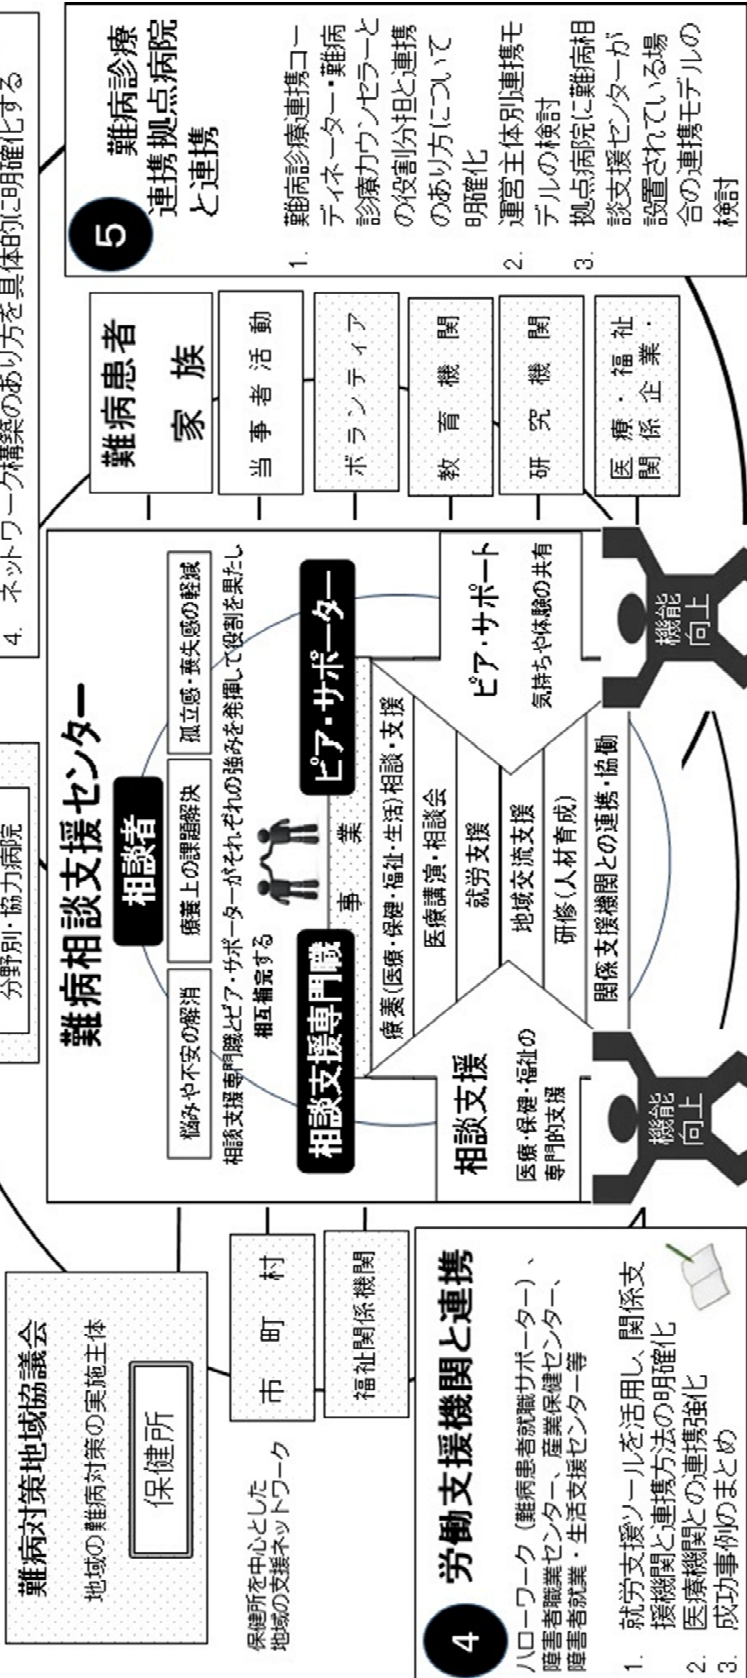 4. ネットワーク構築のあり方を具体的に明確化する
分野別・協力病院
難病対策地域協議会
地域の難病対策の実施主体
保健所
保健所を中心とした
地域の支援ネットワーク
市町村
福祉関係機関
難病相談支援センター
相談者
悩みや不安の解消
療養上の課題解決
孤立感・喪失感の軽減
相談支援専門職とピア・サポーターがそれぞれの強みを発揮して役割を果たし
相互補完する
相談支援専門職
ピア・サポーター
事業
療養(医療・保健・福祉・生活)相談・支援
医療講演・相談会
就労支援
地域交流支援
研修(人材育成)
関係支援機関との連携・協働
相談支援
医療・保健・福祉の
専門的支援
ピア・サポート
気持ちや体験の共有
機能
向上
機能
向上
難病患者
家族
当事者活動
ボランティア
教育機関
研究機関
医療・福祉
関係企業・
4 労働支援機関と連携
ハローワーク(難病患者就職サポーター)、
障害者職業センター、産業保健センター、
障害者就業・生活支援センター等
1. 就労支援ツールを活用し、関係支
援機関と連携方法の明確化
2. 医療機関との連携強化
3. 成功事例のまとめ
5 難病診療
連携拠点病院
と連携
1. 難病診療連携コー
ディネーター・難病
診療カウンセラーと
の役割分担と連携
のあり方について
明確化
2. 運営主体別連携モ
デルの検討
3. 拠点病院に難病相
談支援センターが
設置されている場
合の連携モデルの
検討